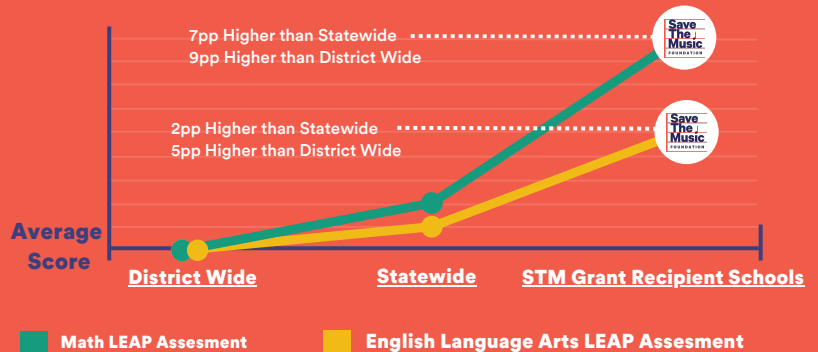 7pp Higher than Statewide
9pp Higher than District Wide
Save
The
Music
FOUNDATION
2pp Higher than Statewide
5pp Higher than District Wide
Save
The
Music
FOUNDATION
Average
Score
District Wide
Statewide
STM Grant Recipient Schools
Math LEAP Assesment
English Language Arts LEAP Assesment